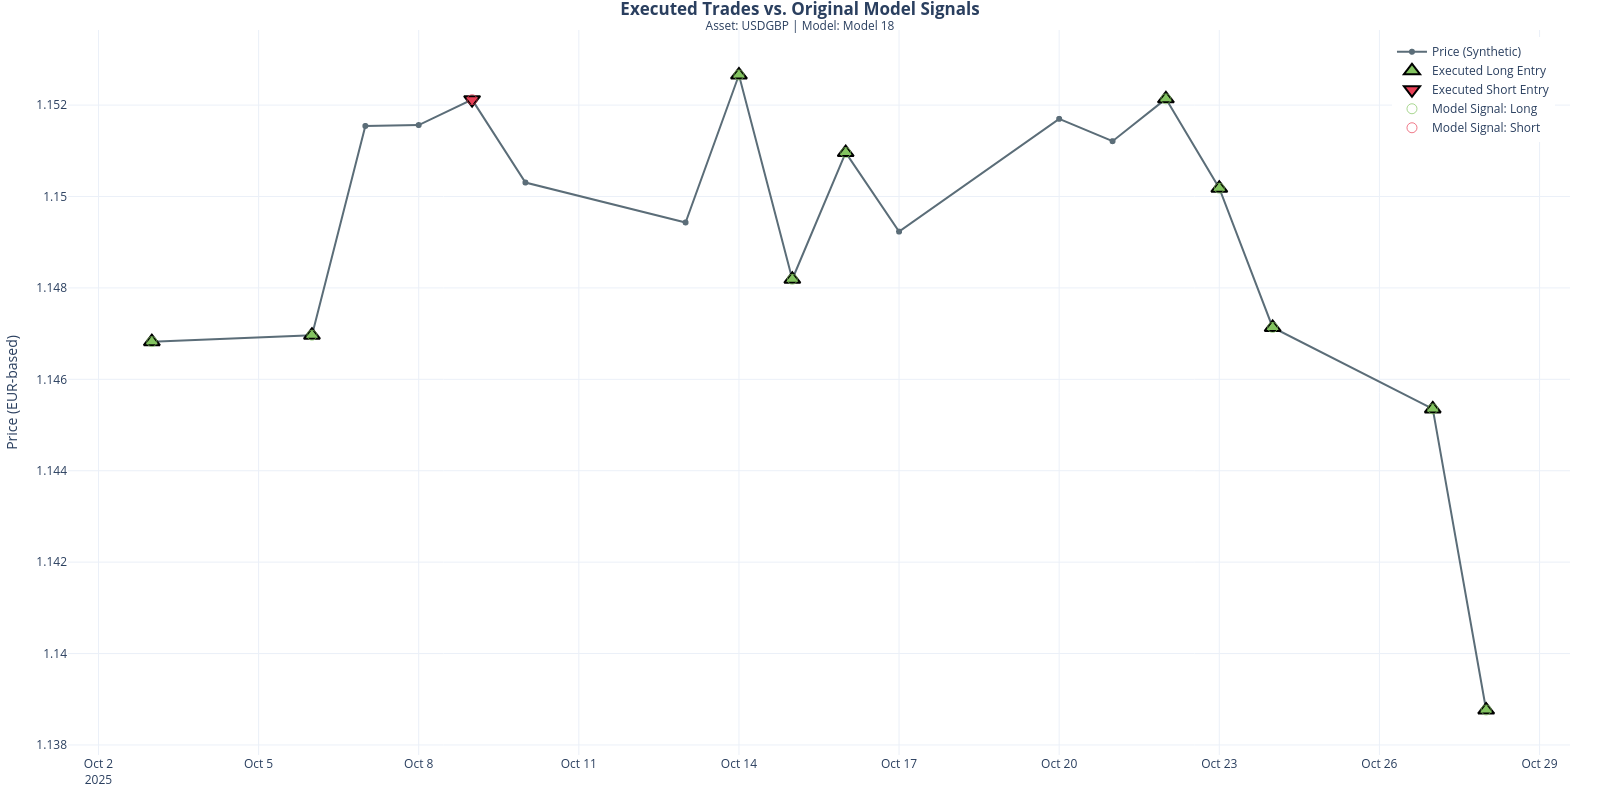 Executed Trades vs. Original Model Signals
Asset: USDGBP | Model: Model 18
Price (Synthetic)
Executed Long Entry
Executed Short Entry
Model Signal: Long
Model Signal: Short
Price (EUR-based)
1.152
1.15
1.148
1.146
1.144
1.142
1.14
1.138
Oct 2
2025
Oct 5
Oct 8
Oct 11
Oct 14
Oct 17
Oct 20
Oct 23
Oct 26
Oct 29